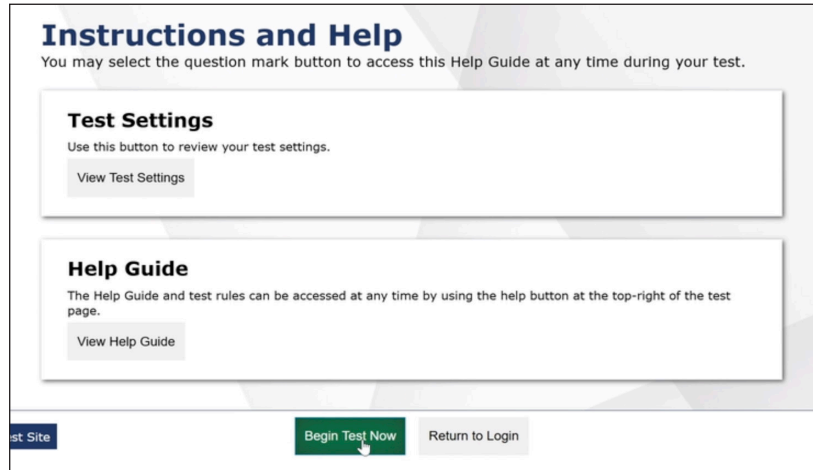 Instructions and Help
You may select the question mark button to access this Help Guide at any time during your test.
Test Settings
Use this button to review your test settings.
View Test Settings
Help Guide
The Help Guide and test rules can be accessed at any time by using the help button at the top-right of the test
page.
View Help Guide
est Site
Begin Test Now
Return to Login